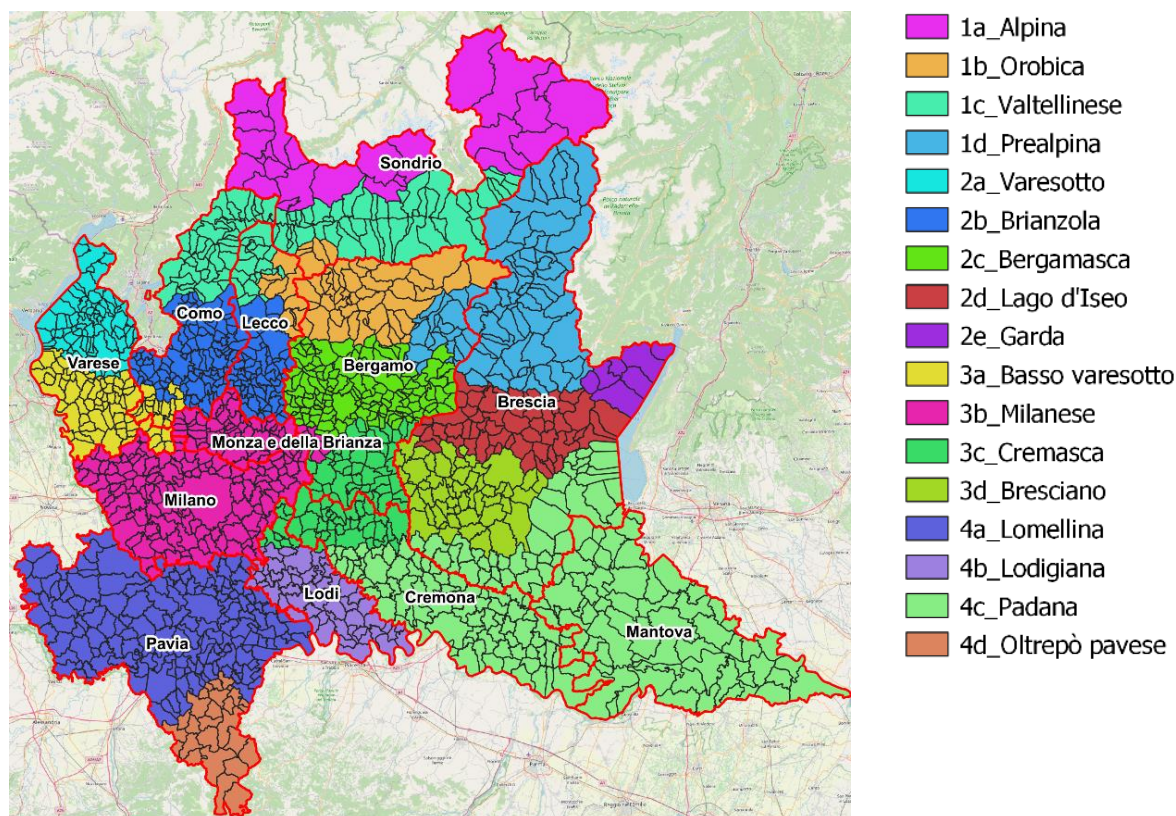 Sondrio
Como
Lecco
Varese
Bergamo
Brescia
Monza e della Brianza
Milano
Lodi
Cremona
Mantova
Pavia
1a_Alpina
1b_Orobica
1c_Valtellinese
1d_Prealpina
2a_Varesotto
2b_Brianzola
2c_Bergamasca
2d_Lago d'Iseo
2e_Garda
3a_Basso varesotto
3b_Milanese
3c_Cremasca
3d_Bresciano
4a_Lomellina
4b_Lodigiana
4c_Padana
4d_Oltrepò pavese